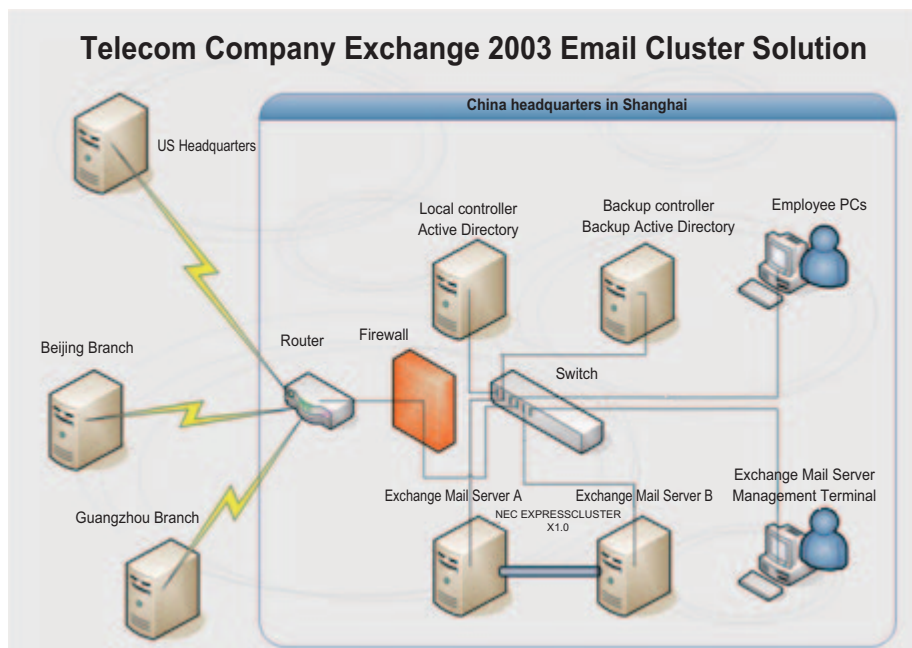 Telecom Company Exchange 2003 Email Cluster Solution
China headquarters in Shanghai
US Headquarters
Local controller
Active Directory
Backup controller
Backup Active Directory
Employee PCs
Beijing Branch
Router
Firewall
Switch
Guangzhou Branch
Exchange Mail Server A
Exchange Mail Server B
NEC EXPRESSCLUSTER
X1.0
Exchange Mail Server
Management Terminal